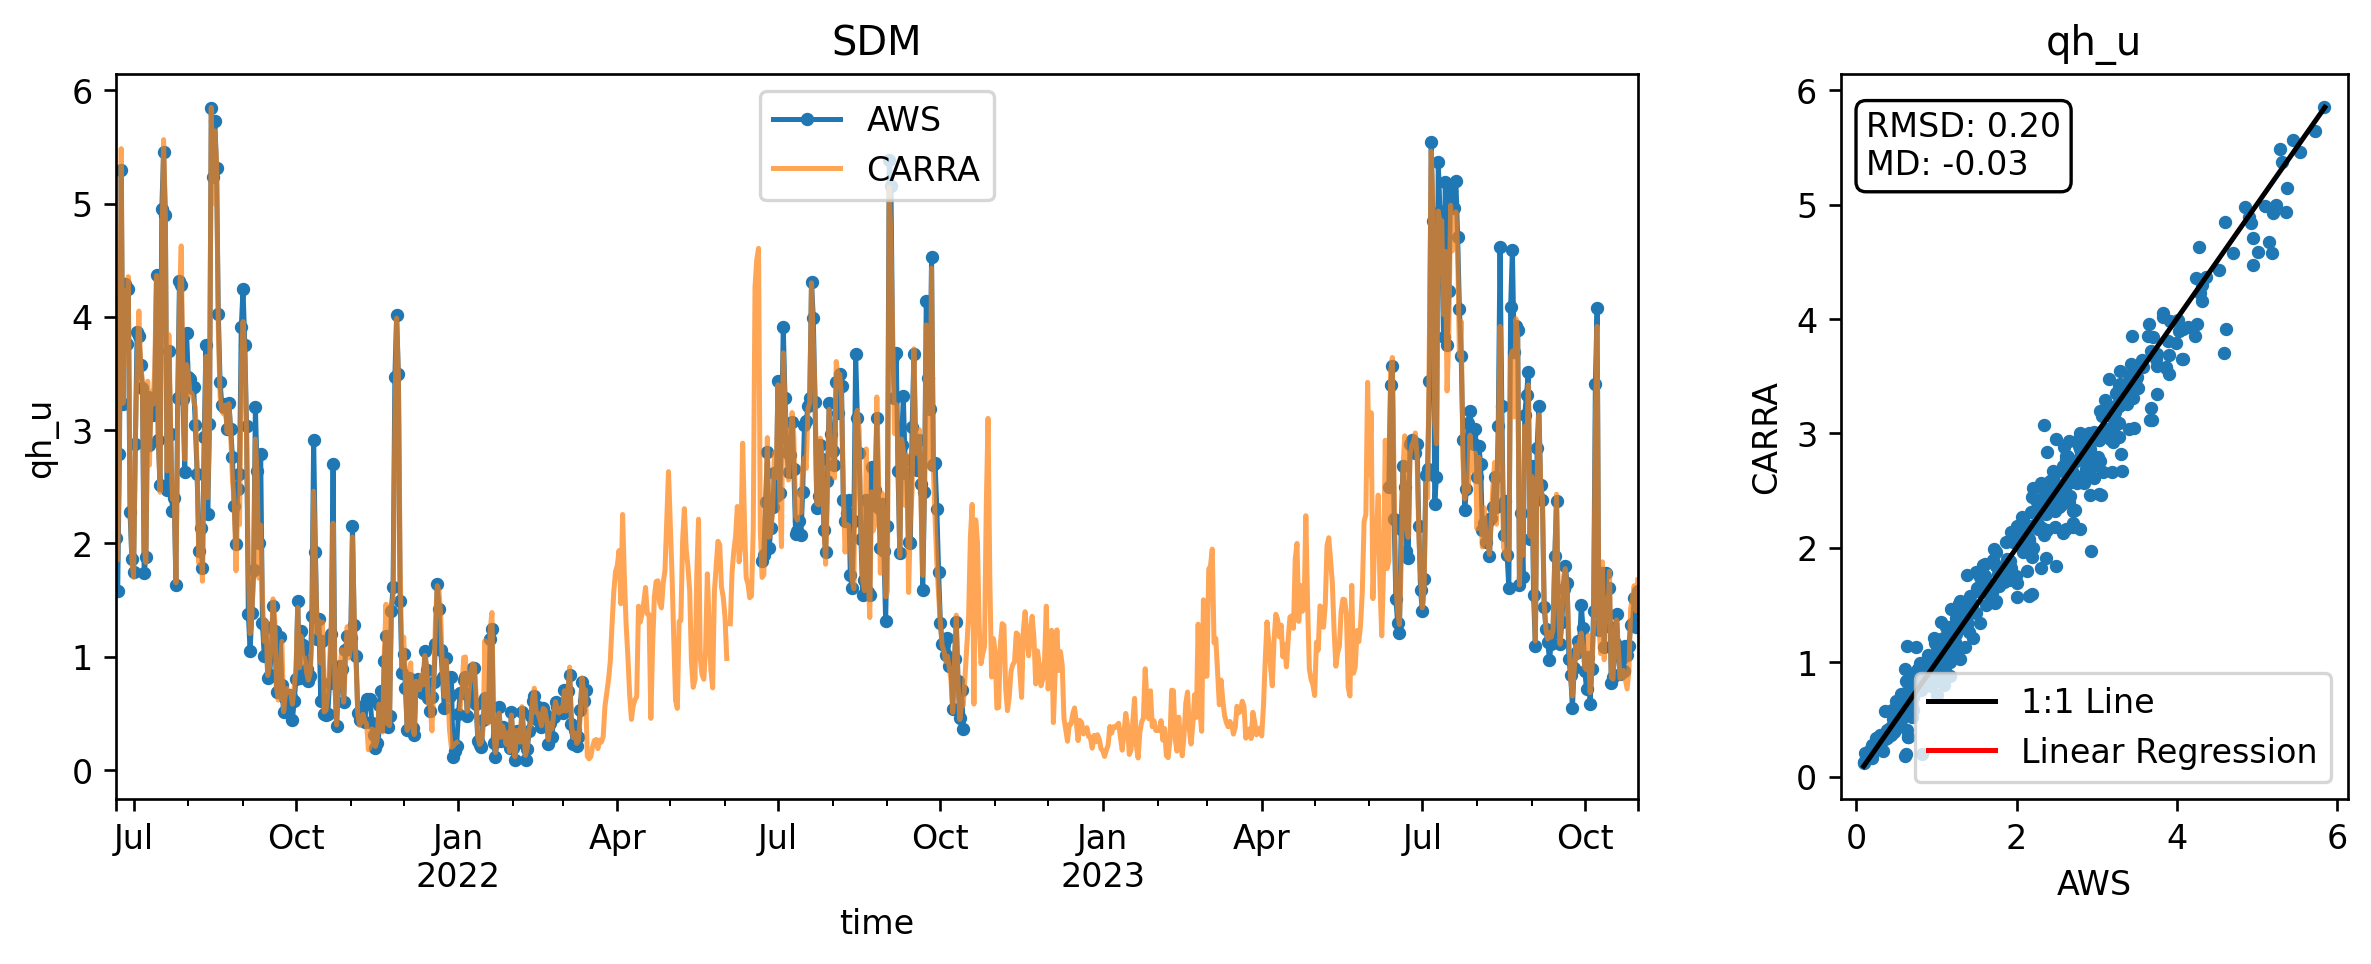 SDM
qh_u
6
5
4
3
2
1
0
AWS
CARRA
Jul
Oct
Jan
2022
Apr
Jul
Oct
Jan
2023
Apr
Jul
Oct
time
qh_u
CARRA
6
5
4
3
2
1
0
RMSD: 0.20
MD: -0.03
1:1 Line
Linear Regression
0
2
4
6
AWS